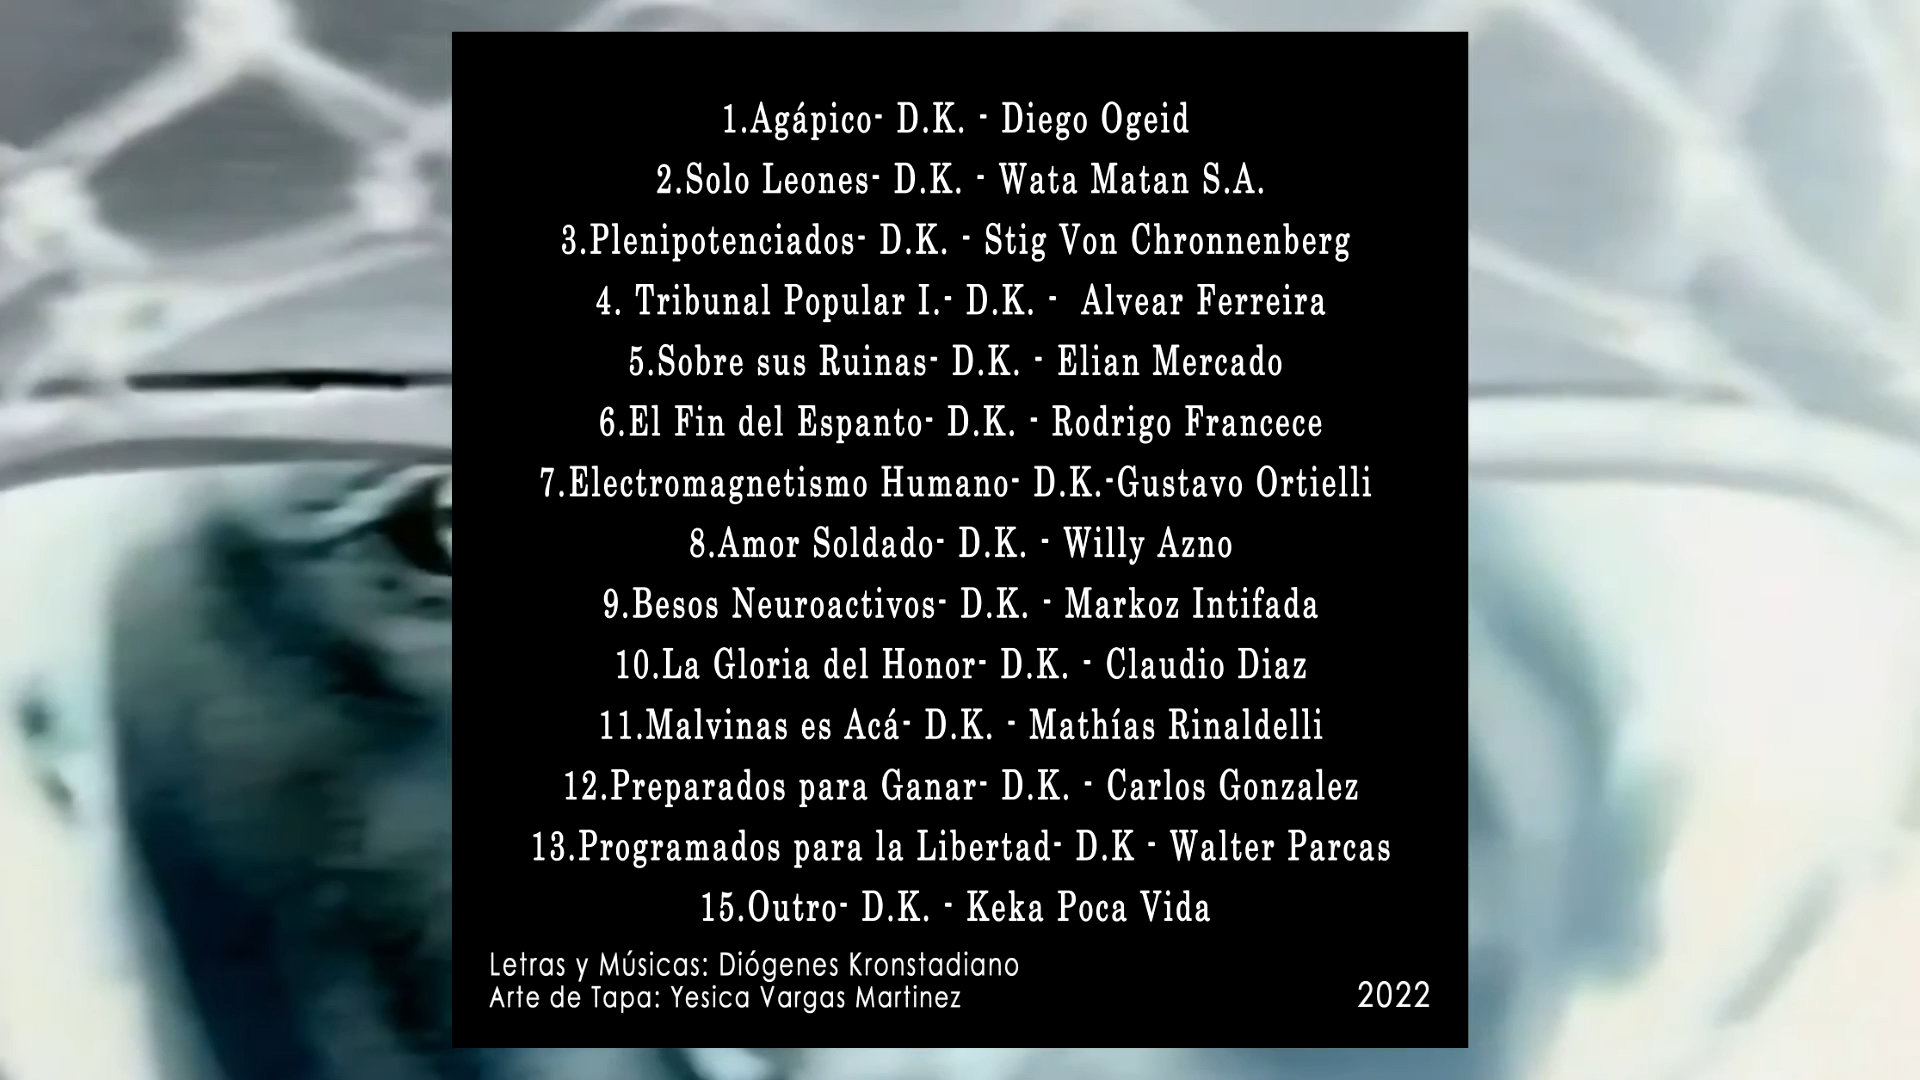 1.Agápico- D.K. - Diego Ogeid
2.Solo Leones- D.K. - Wata Matan S.A.
3.Plenipotenciados- D.K. - Stig Von Chronnenberg
4. Tribunal Popular I.- D.K. -  Alvear Ferreira
5.Sobre sus Ruinas- D.K. - Elian Mercado
6.El Fin del Espanto- D.K. - Rodrigo Francece
7.Electromagnetismo Humano- D.K.-Gustavo Ortielli
8.Amor Soldado- D.K. - Willy Azno
9.Besos Neuroactivos- D.K. - Markoz Intifada
10.La Gloria del Honor- D.K. - Claudio Diaz
11.Malvinas es Acá- D.K. - Mathías Rinaldelli
12.Preparados para Ganar- D.K. - Carlos Gonzalez
13.Programados para la Libertad- D.K - Walter Parcas
15.Outro- D.K. - Keka Poca Vida
Letras y Músicas: Diógenes Kronstadiano
Arte de Tapa: Yesica Vargas Martinez
2022